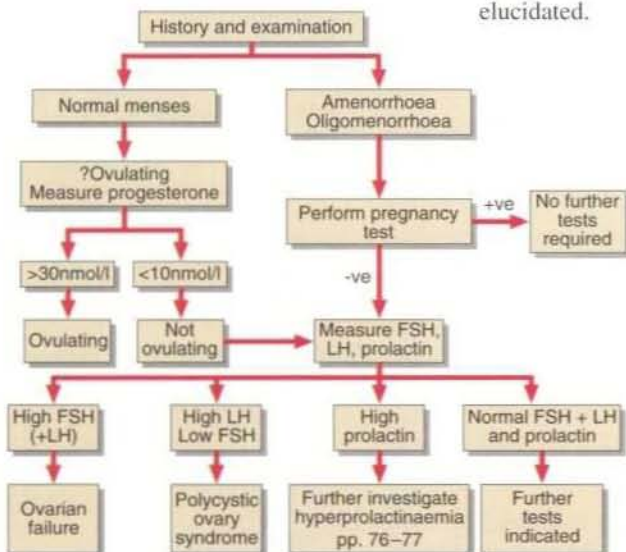 elucidated.
History and examination
Normal menses
Amenorrhoea
Oligomenorrhoea
?Ovulating
Measure progesterone
Perform pregnancy
test
+ve
No further
tests
required
>30nmol/l
<10nmol/l
-ve
Ovulating
Not
ovulating
Measure FSH,
LH, prolactin
High FSH
(+LH)
High LH
Low FSH
High
prolactin
Normal FSH + LH
and prolactin
Ovarian
failure
Polycystic
ovary
syndrome
Further investigate
hyperprolactinaemia
pp. 76–77
Further
tests
indicated